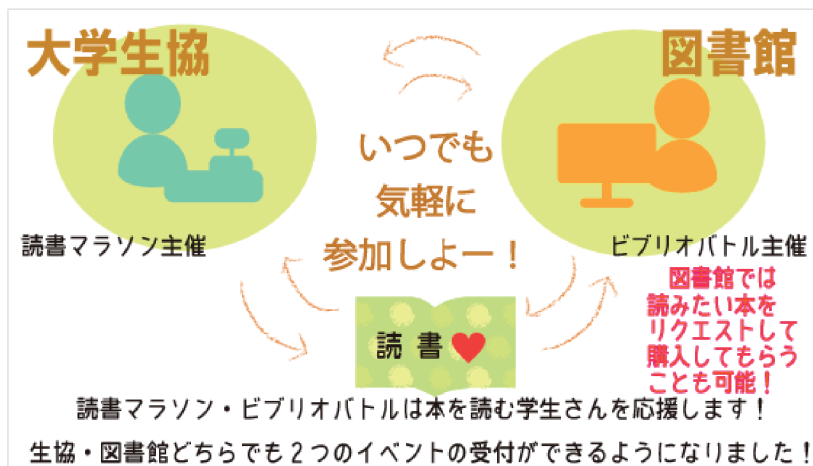 大学生協
図書館
いつでも
気軽に
参加しよー！
読書マラソン主催
ビブリオバトル主催
図書館では
読みたい本を
リクエストして
購入してもらう
ことも可能！
読書
読書マラソン・ビブリオバトルは本を読む学生さんを応援します！
生協・図書館どちらでも２つのイベントの受付ができるようになりました！